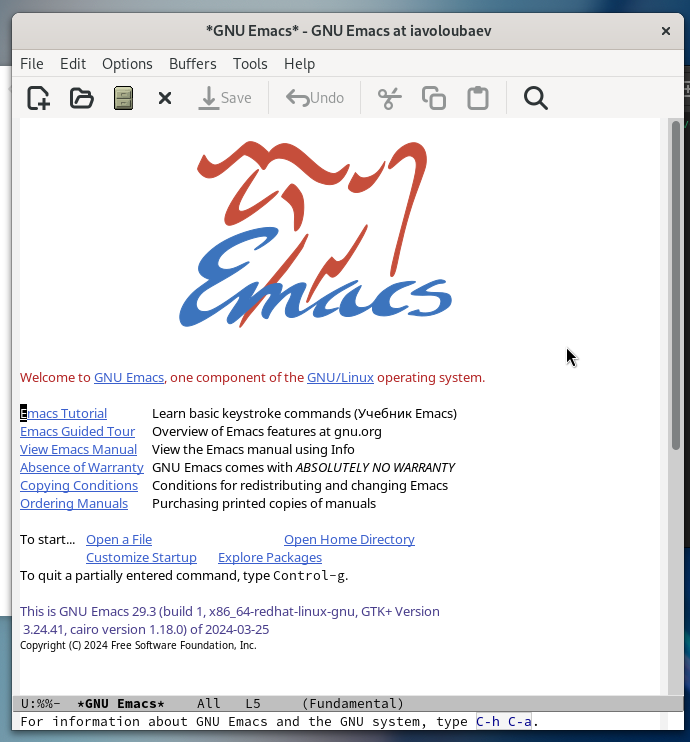 *GNU Emacs* - GNU Emacs at iavoloubaev
File Edit Options Buffers Tools Help
Save Undo
Emacs
Welcome to GNU Emacs, one component of the GNU/Linux operating system.
Emacs Tutorial Learn basic keystroke commands (Учебник Emacs)
Emacs Guided Tour Overview of Emacs features at gnu.org
View Emacs Manual View the Emacs manual using Info
Absence of Warranty GNU Emacs comes with ABSOLUTELY NO WARRANTY
Copying Conditions Conditions for redistributing and changing Emacs
Ordering Manuals Purchasing printed copies of manuals
To start... Open a File Open Home Directory
Customize Startup Explore Packages
To quit a partially entered command, type Control-g.
This is GNU Emacs 29.3 (build 1, x86_64-redhat-linux-gnu, GTK+ Version
3.24.41, cairo version 1.18.0) of 2024-03-25
Copyright (C) 2024 Free Software Foundation, Inc.
U:%%- *GNU Emacs* All L5 (Fundamental)
For information about GNU Emacs and the GNU system, type C-h C-a.